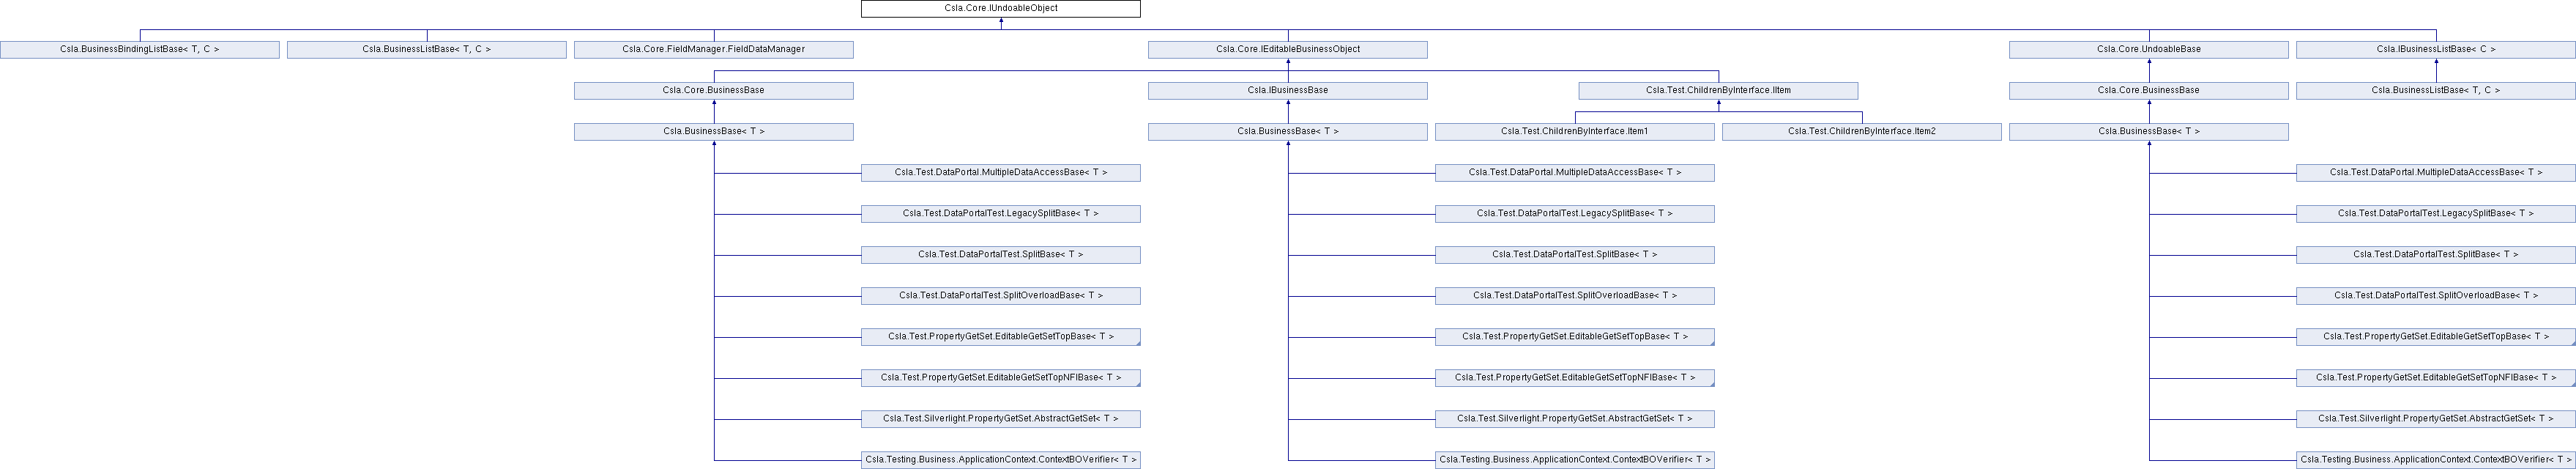 Csla.Core.IUndoableObject
Csla.BusinessBindingListBase< T, C >
Csla.BusinessListBase< T, C >
Csla.Core.FieldManager.FieldDataManager
Csla.Core.IEditableBusinessObject
Csla.Core.UndoableBase
Csla.IBusinessListBase< C >
Csla.Core.BusinessBase
Csla.IBusinessBase
Csla.Test.ChildrenByInterface.IItem
Csla.Core.BusinessBase
Csla.BusinessListBase< T, C >
Csla.BusinessBase< T >
Csla.BusinessBase< T >
Csla.Test.ChildrenByInterface.Item1
Csla.Test.ChildrenByInterface.Item2
Csla.BusinessBase< T >
Csla.Test.DataPortal.MultipleDataAccessBase< T >
Csla.Test.DataPortal.MultipleDataAccessBase< T >
Csla.Test.DataPortal.MultipleDataAccessBase< T >
Csla.Test.DataPortalTest.LegacySplitBase< T >
Csla.Test.DataPortalTest.LegacySplitBase< T >
Csla.Test.DataPortalTest.LegacySplitBase< T >
Csla.Test.DataPortalTest.SplitBase< T >
Csla.Test.DataPortalTest.SplitBase< T >
Csla.Test.DataPortalTest.SplitBase< T >
Csla.Test.DataPortalTest.SplitOverloadBase< T >
Csla.Test.DataPortalTest.SplitOverloadBase< T >
Csla.Test.DataPortalTest.SplitOverloadBase< T >
Csla.Test.PropertyGetSet.EditableGetSetTopBase< T >
Csla.Test.PropertyGetSet.EditableGetSetTopBase< T >
Csla.Test.PropertyGetSet.EditableGetSetTopBase< T >
Csla.Test.PropertyGetSet.EditableGetSetTopNFIBase< T >
Csla.Test.PropertyGetSet.EditableGetSetTopNFIBase< T >
Csla.Test.PropertyGetSet.EditableGetSetTopNFIBase< T >
Csla.Test.Silverlight.PropertyGetSet.AbstractGetSet< T >
Csla.Test.Silverlight.PropertyGetSet.AbstractGetSet< T >
Csla.Test.Silverlight.PropertyGetSet.AbstractGetSet< T >
Csla.Testing.Business.ApplicationContext.ContextBOVerifier< T >
Csla.Testing.Business.ApplicationContext.ContextBOVerifier< T >
Csla.Testing.Business.ApplicationContext.ContextBOVerifier< T >